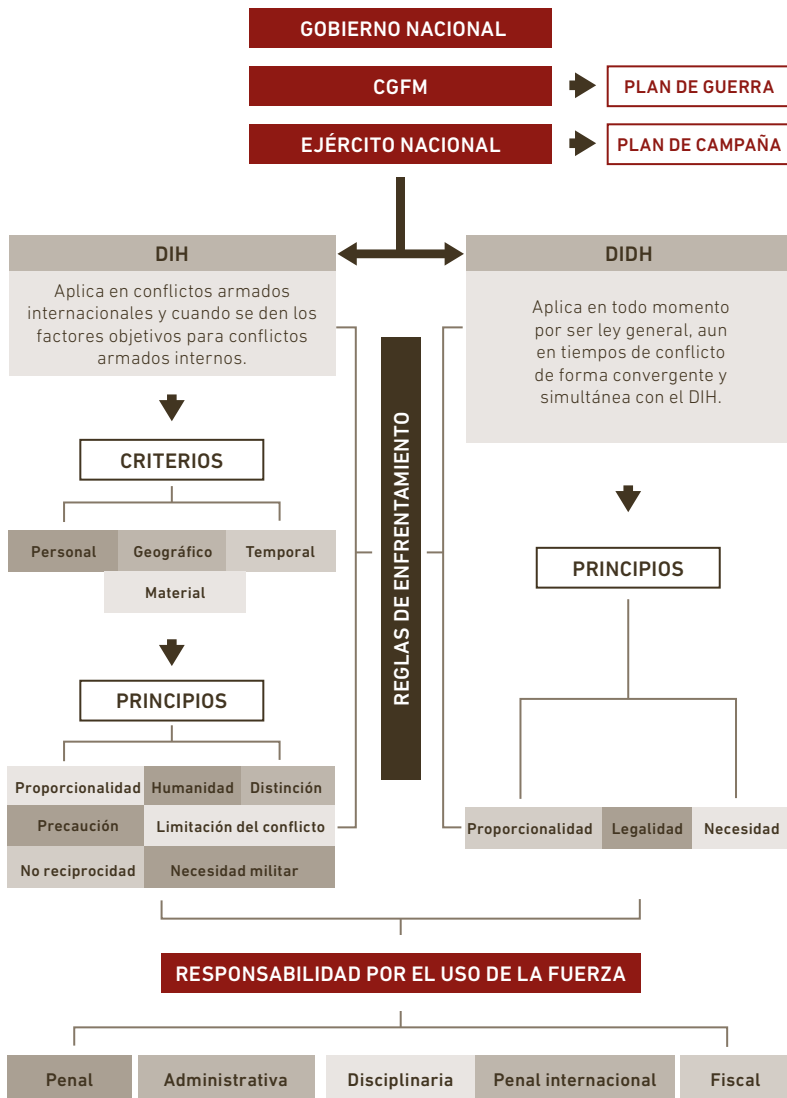 GOBIERNO NACIONAL
CGFM
PLAN DE GUERRA
EJÉRCITO NACIONAL
PLAN DE CAMPAÑA
DIH
Aplica en conflictos armados
internacionales y cuando se den los
factores objetivos para conflictos
armados internos.
CRITERIOS
Personal
Geográfico
Temporal
Material
PRINCIPIOS
Proporcionalidad
Humanidad
Distinción
Precaución
Limitación del conflicto
No reciprocidad
Necesidad militar
REGLAS DE ENFRENTAMIENTO
DIDH
Aplica en todo momento
por ser ley general, aun
en tiempos de conflicto
de forma convergente y
simultánea con el DIH.
PRINCIPIOS
Proporcionalidad
Legalidad
Necesidad
RESPONSABILIDAD POR EL USO DE LA FUERZA
Penal
Administrativa
Disciplinaria
Penal internacional
Fiscal